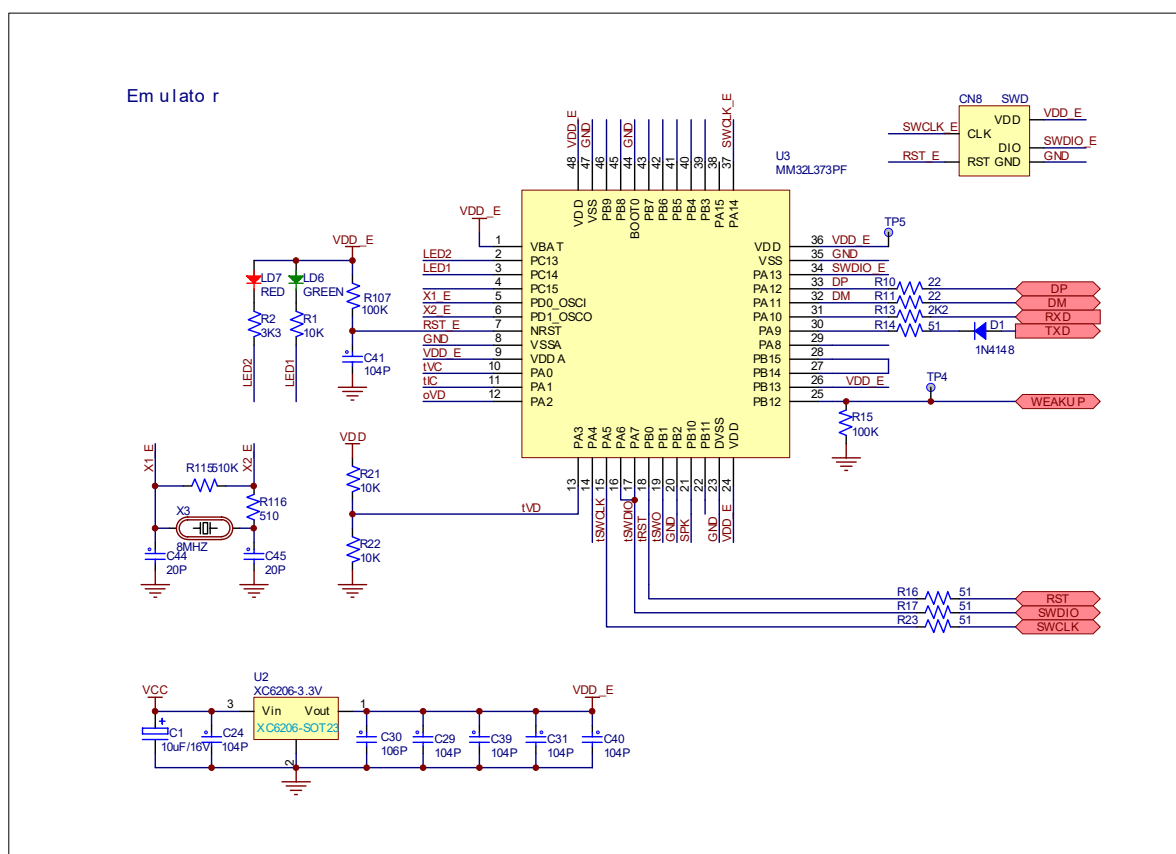 Emulator
CN8 SWD
VDD VDD_E
SWCLK_E CLK
DIO SWDIO_E
RST_E RST GND GND
VDD_E
GND
GND
SWCLK_E
48
47
46
45
44
43
42
41
40
39
38
37
VDD
VSS
PB9
PB8
BOOT0
PB7
PB6
PB5
PB4
PB3
PA15
PA14
U3
MM32L373PF
VDD_E
1 VBAT
LED2 2 PC13
LED1 3 PC14
4 PC15
X1_E 5 PD0_OSCI
X2_E 6 PD1_OSCO
RST_E 7 NRST
GND 8 VSSA
VDD_E 9 VDDA
tVC 10 PA0
tIC 11 PA1
oVD 12 PA2
TP5
VDD 36 VDD_E
VSS 35 GND
PA13 34 SWDIO_E
PA12 33 DP R10 22 DP
PA11 32 DM R11 22 DM
PA10 31 R13 2K2 RXD
PA9 30 R14 51 D1 TXD
1N4148
PA8 29
PB15 28
PB14 27
PB13 26 VDD_E
PB12 25
TP4
WEAKUP
R15
100K
VDD_E
LD7
RED
LD6
GREEN
R107
100K
R2
3K3
R1
10K
C41
104P
LED2
LED1
PA3
PA4
PA5
PA6
PA7
PB0
PB1
PB2
PB10
PB11
DVSS
VDD
13
14
15
16
17
18
19
20
21
22
23
24
tSWCLK
tSWDIO
tRST
tSWO
GND
SPK
GND
VDD_E
X1_E
X2_E
R115 510K
R116
510
X3
8MHZ
C44
20P
C45
20P
VDD
R21
10K
tVD
R22
10K
R16 51 RST
R17 51 SWDIO
R23 51 SWCLK
U2
XC6206-3.3V
VCC
3 Vin Vout 1
VDD_E
XC6206-SOT23
2
C1
10uF/16V
C24
104P
C30
106P
C29
104P
C39
104P
C31
104P
C40
104P